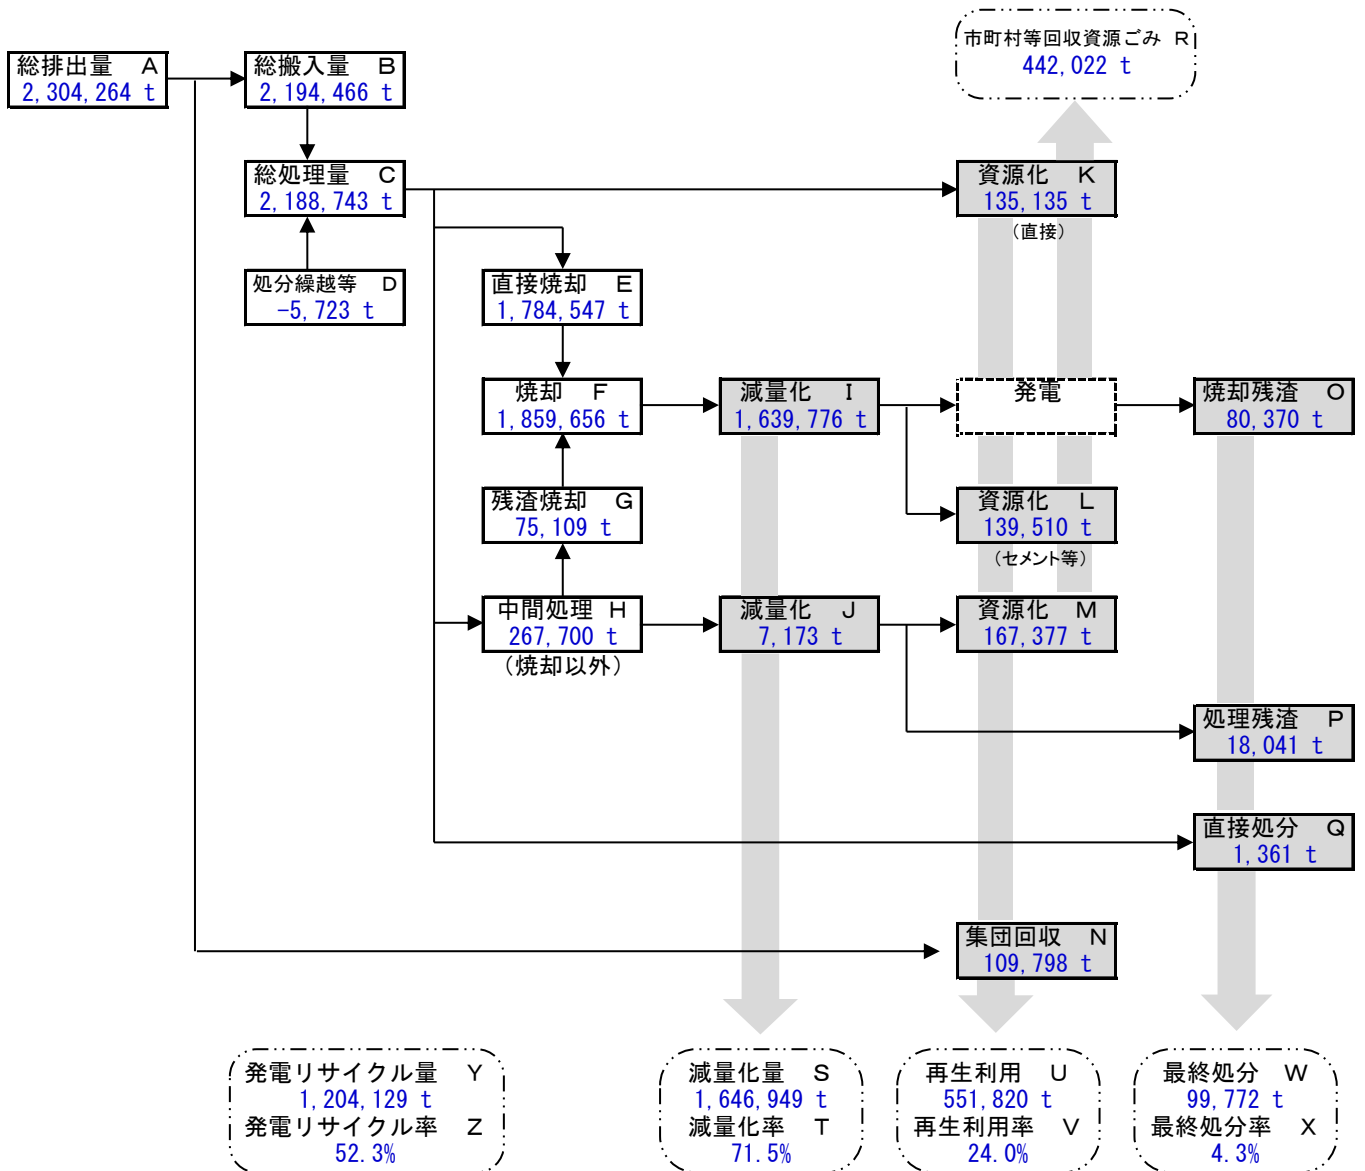 市町村等回収資源ごみ R
442,022 t
総排出量 A
2,304,264 t
総搬入量 B
2,194,466 t
総処理量 C
2,188,743 t
資源化 K
135,135 t
(直接)
処分繰越等 D
-5,723 t
直接焼却 E
1,784,547 t
焼却 F
1,859,656 t
減量化 I
1,639,776 t
発電
焼却残渣 O
80,370 t
残渣焼却 G
75,109 t
資源化 L
139,510 t
(セメント等)
中間処理 H
267,700 t
(焼却以外)
減量化 J
7,173 t
資源化 M
167,377 t
処理残渣 P
18,041 t
直接処分 Q
1,361 t
集団回収 N
109,798 t
発電リサイクル量 Y
1,204,129 t
発電リサイクル率 Z
52.3%
減量化量 S
1,646,949 t
減量化率 T
71.5%
再生利用 U
551,820 t
再生利用率 V
24.0%
最終処分 W
99,772 t
最終処分率 X
4.3%